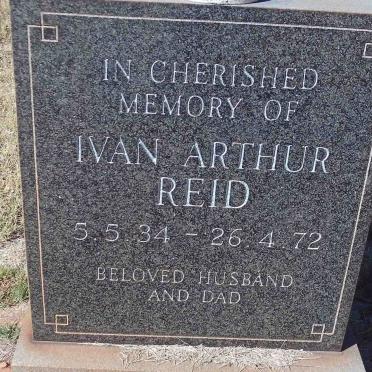 IN CHERISHED
MEMORY OF
IVAN ARTHUR
REID
5.5.34 - 26.4.72
BELOVED HUSBAND
AND DAD